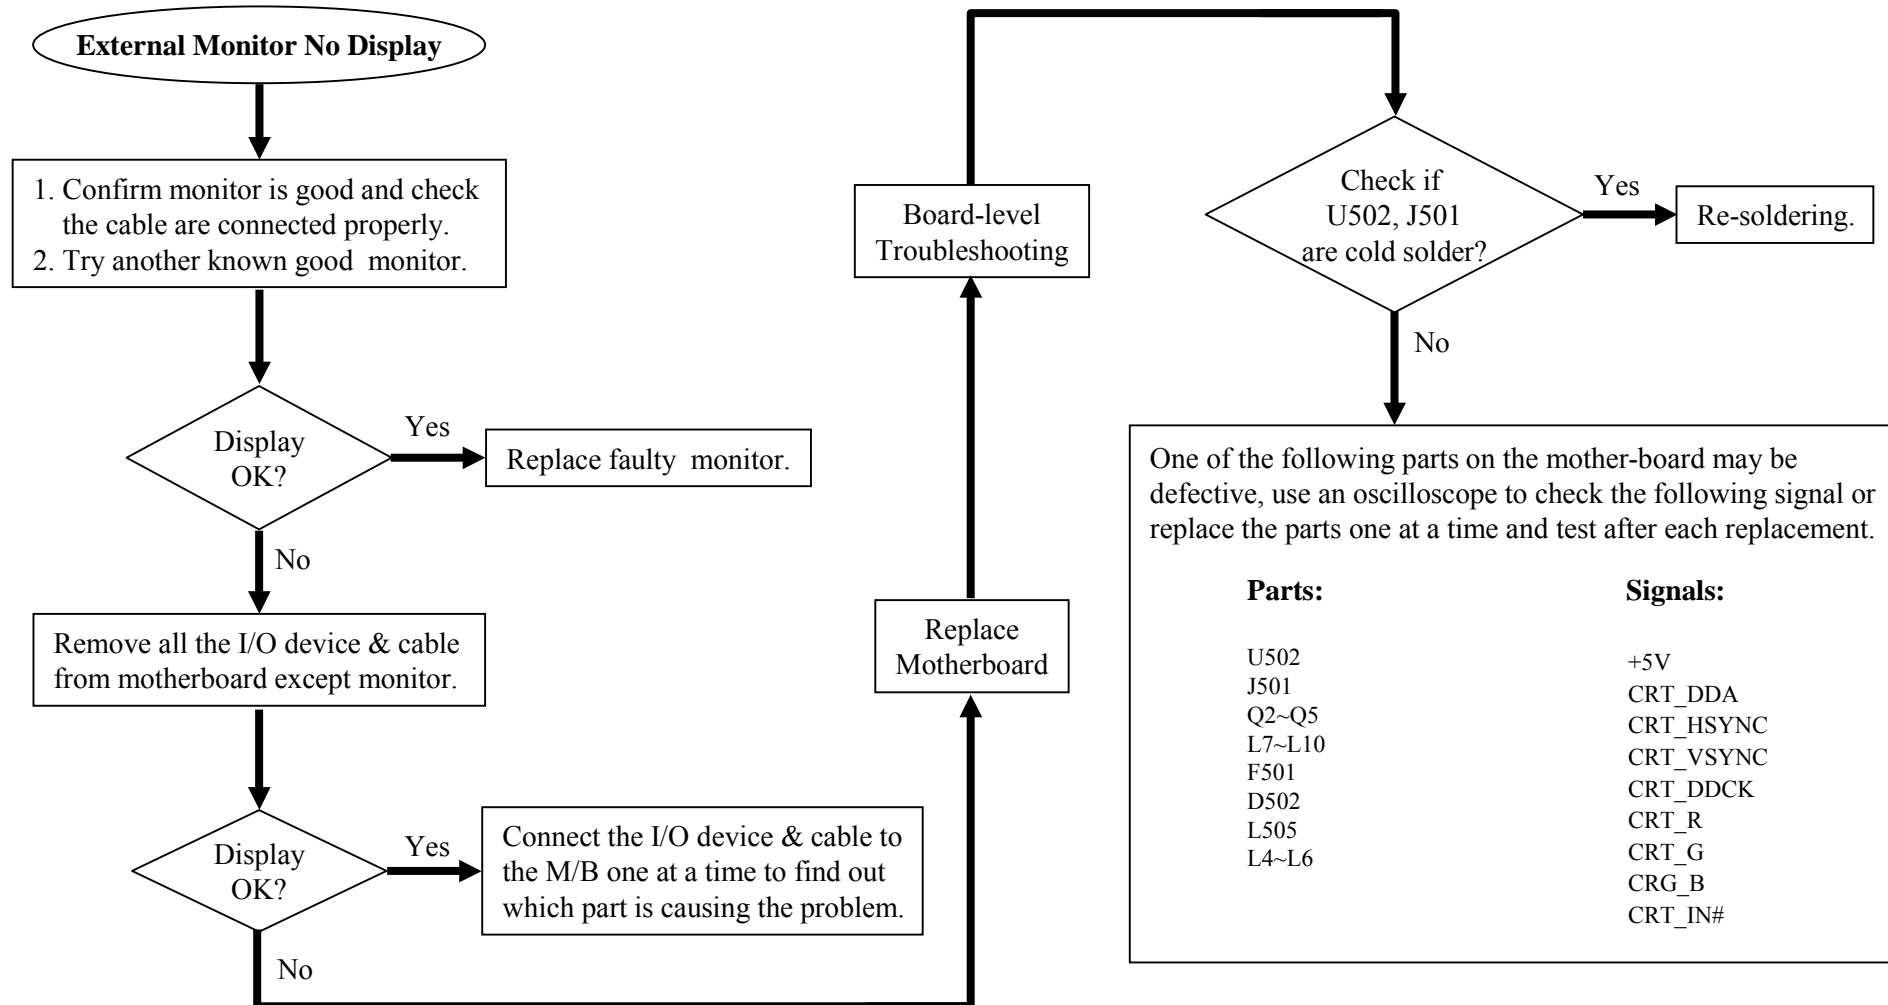 External Monitor No Display
1. Confirm monitor is good and check
the cable are connected properly.
2. Try another known good monitor.
Display
OK?
Yes
Replace faulty monitor.
No
Remove all the I/O device & cable
from motherboard except monitor.
Display
OK?
Yes
Connect the I/O device & cable to
the M/B one at a time to find out
which part is causing the problem.
No
Replace
Motherboard
Board-level
Troubleshooting
Check if
U502, J501
are cold solder?
Yes
Re-soldering.
No
One of the following parts on the mother-board may be
defective, use an oscilloscope to check the following signal or
replace the parts one at a time and test after each replacement.
Parts:
U502
J501
Q2~Q5
L7~L10
F501
D502
L505
L4~L6
Signals:
+5V
CRT_DDA
CRT_HSYNC
CRT_VSYNC
CRT_DDCK
CRT_R
CRT_G
CRG_B
CRT_IN#